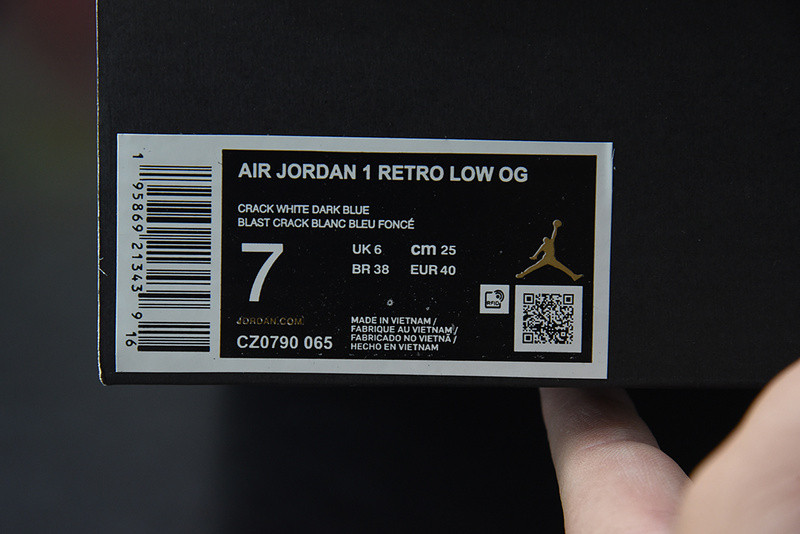 AIR JORDAN 1 RETRO LOW OG
CRACK WHITE DARK BLUE
BLAST CRACK BLANC BLEU FONCÉ
7
UK 6 cm 25
BR 38 EUR 40
JORDAN.COM
CZ0790 065
MADE IN VIETNAM /
FABRIQUE AU VIETNAM /
FABRICADO NO VIETNÃ /
HECHO EN VIETNAM
RFID
1 95869 21343 9 16